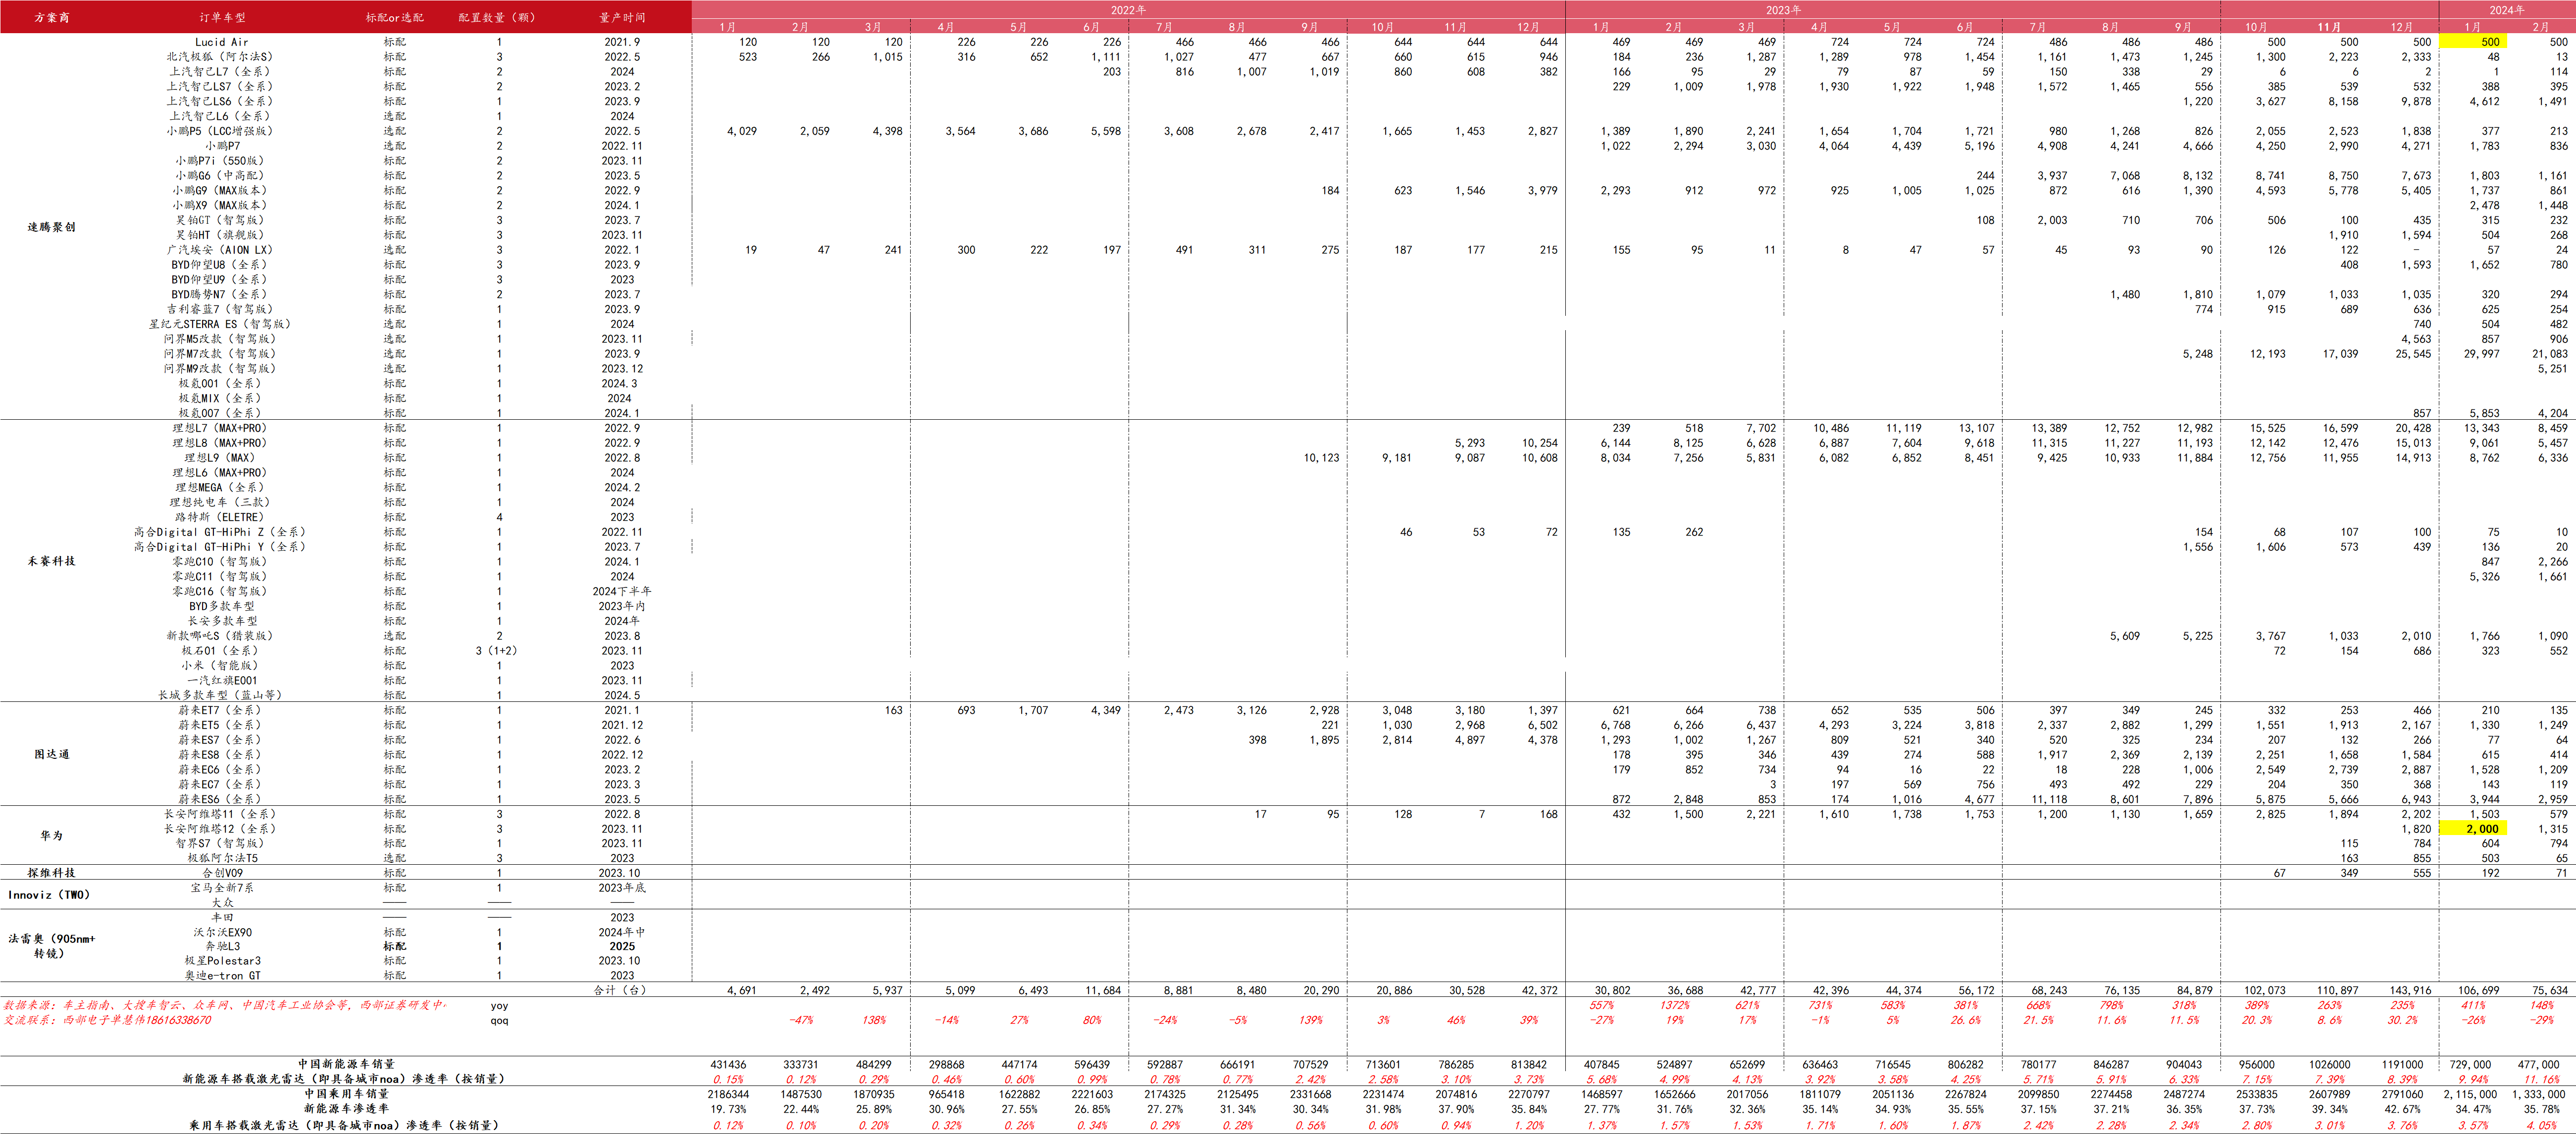 方案商 订单车型 标配or选配 配置数量（颗） 量产时间 2022年 2023年 2024年
1月 2月 3月 4月 5月 6月 7月 8月 9月 10月 11月 12月 1月 2月 3月 4月 5月 6月 7月 8月 9月 10月 11月 12月 1月 2月
Lucid Air 标配 1 2021.9 120 120 120 226 226 226 466 466 466 644 644 644 469 469 469 724 724 724 486 486 486 500 500 500 500 500
北汽极狐（阿尔法S） 标配 3 2022.5 523 266 1,015 316 652 1,111 1,027 477 667 660 615 946 184 236 1,287 1,289 978 1,454 1,161 1,473 1,245 1,300 2,223 2,333 48 13
上汽智己L7（全系） 标配 2 2024 203 816 1,007 1,019 860 608 382 166 95 29 79 87 59 150 338 29 6 6 2 1 114
上汽智己LS7（全系） 标配 2 2023.2 229 1,009 1,978 1,930 1,922 1,948 1,572 1,465 556 385 539 532 388 395
上汽智己LS6（全系） 标配 1 2023.9 1,220 3,627 8,158 9,878 4,612 1,491
上汽智己L6（全系） 选配 1 2024
小鹏P5（LCC增强版） 选配 2 2022.5 4,029 2,059 4,398 3,564 3,686 5,598 3,608 2,678 2,417 1,665 1,453 2,827 1,389 1,890 2,241 1,654 1,704 1,721 980 1,268 826 2,055 2,523 1,838 377 213
小鹏P7 选配 2 2022.11 1,022 2,294 3,030 4,064 4,439 5,196 4,908 4,241 4,666 4,250 2,990 4,271 1,783 836
小鹏P7i（550版） 标配 2 2023.11
小鹏G6（中高配） 标配 2 2023.5 244 3,937 7,068 8,132 8,741 8,750 7,673 1,803 1,161
小鹏G9（MAX版本） 标配 2 2022.9 184 623 1,546 3,979 2,293 912 972 925 1,005 1,025 872 616 1,390 4,593 5,778 5,405 1,737 861
小鹏X9（MAX版本） 标配 2 2024.1 2,478 1,448
速腾聚创 昊铂GT（智驾版） 标配 3 2023.7 108 2,003 710 706 506 100 435 315 232
昊铂HT（旗舰版） 标配 3 2023.11 1,910 1,594 504 268
广汽埃安（AION LX） 选配 3 2022.1 19 47 241 300 222 197 491 311 275 187 177 215 155 95 11 8 47 57 45 93 90 126 122 - 57 24
BYD仰望U8（全系） 标配 3 2023.9 408 1,593 1,652 780
BYD仰望U9（全系） 标配 3 2023
BYD腾势N7（全系） 标配 2 2023.7 1,480 1,810 1,079 1,033 1,035 320 294
吉利睿蓝7（智驾版） 标配 1 2023.9 774 915 689 636 625 254
星纪元STERRA ES（智驾版） 选配 1 2024 740 504 482
问界M5改款（智驾版） 选配 1 2023.11 4,563 857 906
问界M7改款（智驾版） 选配 1 2023.9 5,248 12,193 17,039 25,545 29,997 21,083
问界M9改款（智驾版） 选配 1 2023.12 5,251
极氪001（全系） 标配 1 2024.3
极氪MIX（全系） 标配 1 2024
极氪007（全系） 标配 1 2024.1 857 5,853 4,204
理想L7（MAX+PRO） 标配 1 2022.9 239 518 7,702 10,486 11,119 13,107 13,389 12,752 12,982 15,525 16,599 20,428 13,343 8,459
理想L8（MAX+PRO） 标配 1 2022.9 5,293 10,254 6,144 8,125 6,628 6,887 7,604 9,618 11,315 11,227 11,193 12,142 12,476 15,013 9,061 5,457
理想L9（MAX） 标配 1 2022.8 10,123 9,181 9,087 10,608 8,034 7,256 5,831 6,082 6,852 8,451 9,425 10,933 11,884 12,756 11,955 14,913 8,762 6,336
理想L6（MAX+PRO） 标配 1 2024
理想MEGA（全系） 标配 1 2024.2
理想纯电车（三款） 标配 1 2024
路特斯（ELETRE） 标配 4 2023
高合Digital GT-HiPhi Z（全系） 标配 1 2022.11 46 53 72 135 262 154 68 107 100 75 10
高合Digital GT-HiPhi Y（全系） 标配 1 2023.7 1,556 1,606 573 439 136 20
禾赛科技 零跑C10（智驾版） 标配 1 2024.1 847 2,266
零跑C11（智驾版） 标配 1 2024 5,326 1,661
零跑C16（智驾版） 标配 1 2024下半年
BYD多款车型 标配 1 2023年内
长安多款车型 标配 1 2024年
新款哪吒S（猎装版） 选配 2 2023.8 5,609 5,225 3,767 1,033 2,010 1,766 1,090
极石01（全系） 标配 3（1+2） 2023.11 72 154 686 323 552
小米（智能版） 标配 1 2023
一汽红旗E001 标配 1 2023.11
长城多款车型（蓝山等） 标配 1 2024.5
蔚来ET7（全系） 标配 1 2021.1 163 693 1,707 4,349 2,473 3,126 2,928 3,048 3,180 1,397 621 664 738 652 535 506 397 349 245 332 253 466 210 135
蔚来ET5（全系） 标配 1 2021.12 221 1,030 2,968 6,502 6,768 6,266 6,437 4,293 3,224 3,818 2,337 2,882 1,299 1,551 1,913 2,167 1,330 1,249
蔚来ES7（全系） 标配 1 2022.6 398 1,895 2,814 4,897 4,378 1,293 1,002 1,267 809 521 340 520 325 234 207 132 266 77 64
图达通 蔚来ES8（全系） 标配 1 2022.12 178 395 346 439 274 588 1,917 2,369 2,139 2,251 1,658 1,584 615 414
蔚来EC6（全系） 标配 1 2023.2 179 852 734 94 16 22 18 228 1,006 2,549 2,739 2,887 1,528 1,209
蔚来EC7（全系） 标配 1 2023.3 3 197 569 756 493 492 229 204 350 368 143 119
蔚来ES6（全系） 标配 1 2023.5 872 2,848 853 174 1,016 4,677 11,118 8,601 7,896 5,875 5,666 6,943 3,944 2,959
长安阿维塔11（全系） 标配 3 2022.8 17 95 128 7 168 432 1,500 2,221 1,610 1,738 1,753 1,200 1,130 1,659 2,825 1,894 2,202 1,503 579
华为 长安阿维塔12（全系） 标配 3 2023.11 1,820 2,000 1,315
智界S7（智驾版） 标配 1 2023.11 115 784 604 794
极狐阿尔法T5 选配 3 2023 163 855 503 65
探维科技 合创V09 标配 1 2023.10 67 349 555 192 71
Innoviz（TWO） 宝马全新7系 标配 1 2023年底
大众 —— —— ——
丰田 —— —— 2023
法雷奥（905nm+转镜） 沃尔沃EX90 标配 1 2024年中
奔驰L3 标配 1 2025
极星Polestar3 标配 1 2023.10
奥迪e-tron GT 标配 1 2023
合计（台） 4,691 2,492 5,937 5,099 6,493 11,684 8,881 8,480 20,290 20,886 30,528 42,372 30,802 36,688 42,777 42,396 44,374 56,172 68,243 76,135 84,879 102,073 110,897 143,916 106,699 75,634
数据来源：车主指南、大搜车智云、众车网、中国汽车工业协会等，西部证券研发中 yoy 557% 1372% 621% 731% 583% 381% 668% 798% 318% 389% 263% 235% 411% 148%
交流联系：西部电子单慧伟18616338670 qoq -47% 138% -14% 27% 80% -24% -5% 139% 3% 46% 39% -27% 19% 17% -1% 5% 26.6% 21.5% 11.6% 11.5% 20.3% 8.6% 30.2% -26% -29%
中国新能源车销量 431436 333731 484299 298868 447174 596439 592887 666191 707529 713601 786285 813842 407845 524897 652699 636463 716545 806282 780177 846287 904043 956000 1026000 1191000 729,000 477,000
新能源车搭载激光雷达（即具备城市noa）渗透率（按销量） 0.15% 0.12% 0.29% 0.46% 0.60% 0.99% 0.78% 0.77% 2.42% 2.58% 3.10% 3.73% 5.68% 4.99% 4.13% 3.92% 3.58% 4.25% 5.71% 5.91% 6.33% 7.15% 7.39% 8.39% 9.94% 11.16%
中国乘用车销量 2186344 1487530 1870935 965418 1622882 2221603 2174325 2125495 2331668 2231474 2074816 2270797 1468597 1652666 2017056 1811079 2051136 2267824 2099850 2274458 2487274 2533835 2607989 2791060 2,115,000 1,333,000
新能源车渗透率 19.73% 22.44% 25.89% 30.96% 27.55% 26.85% 27.27% 31.34% 30.34% 31.98% 37.90% 35.84% 27.77% 31.76% 32.36% 35.14% 34.93% 35.55% 37.15% 37.21% 36.35% 37.73% 39.34% 42.67% 34.47% 35.78%
乘用车搭载激光雷达（即具备城市noa）渗透率（按销量） 0.12% 0.10% 0.20% 0.32% 0.26% 0.34% 0.29% 0.28% 0.56% 0.60% 0.94% 1.20% 1.37% 1.57% 1.53% 1.71% 1.60% 1.87% 2.42% 2.28% 2.34% 2.80% 3.01% 3.76% 3.57% 4.05%